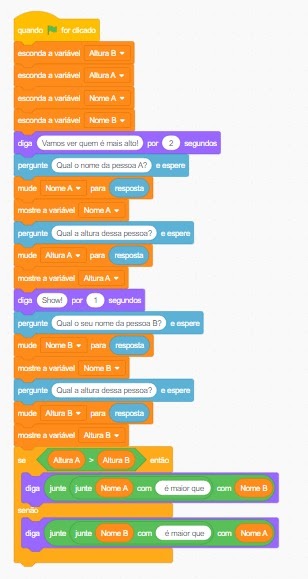 quando for clicado
esconda a variável Altura B
esconda a variável Altura A
esconda a variável Nome A
esconda a variável Nome B
diga Vamos ver quem é mais alto! por 2 segundos
pergunte Qual o nome da pessoa A? e espere
mude Nome A para resposta
mostre a variável Nome A
pergunte Qual a altura dessa pessoa? e espere
mude Altura A para resposta
mostre a variável Altura A
diga Show! por 1 segundos
pergunte Qual o seu nome da pessoa B? e espere
mude Nome B para resposta
mostre a variável Nome B
pergunte Qual a altura dessa pessoa? e espere
mude Altura B para resposta
mostre a variável Altura B
se Altura A > Altura B então
diga junte junte Nome A com é maior que com Nome B
senão
diga junte junte Nome B com é maior que com Nome A